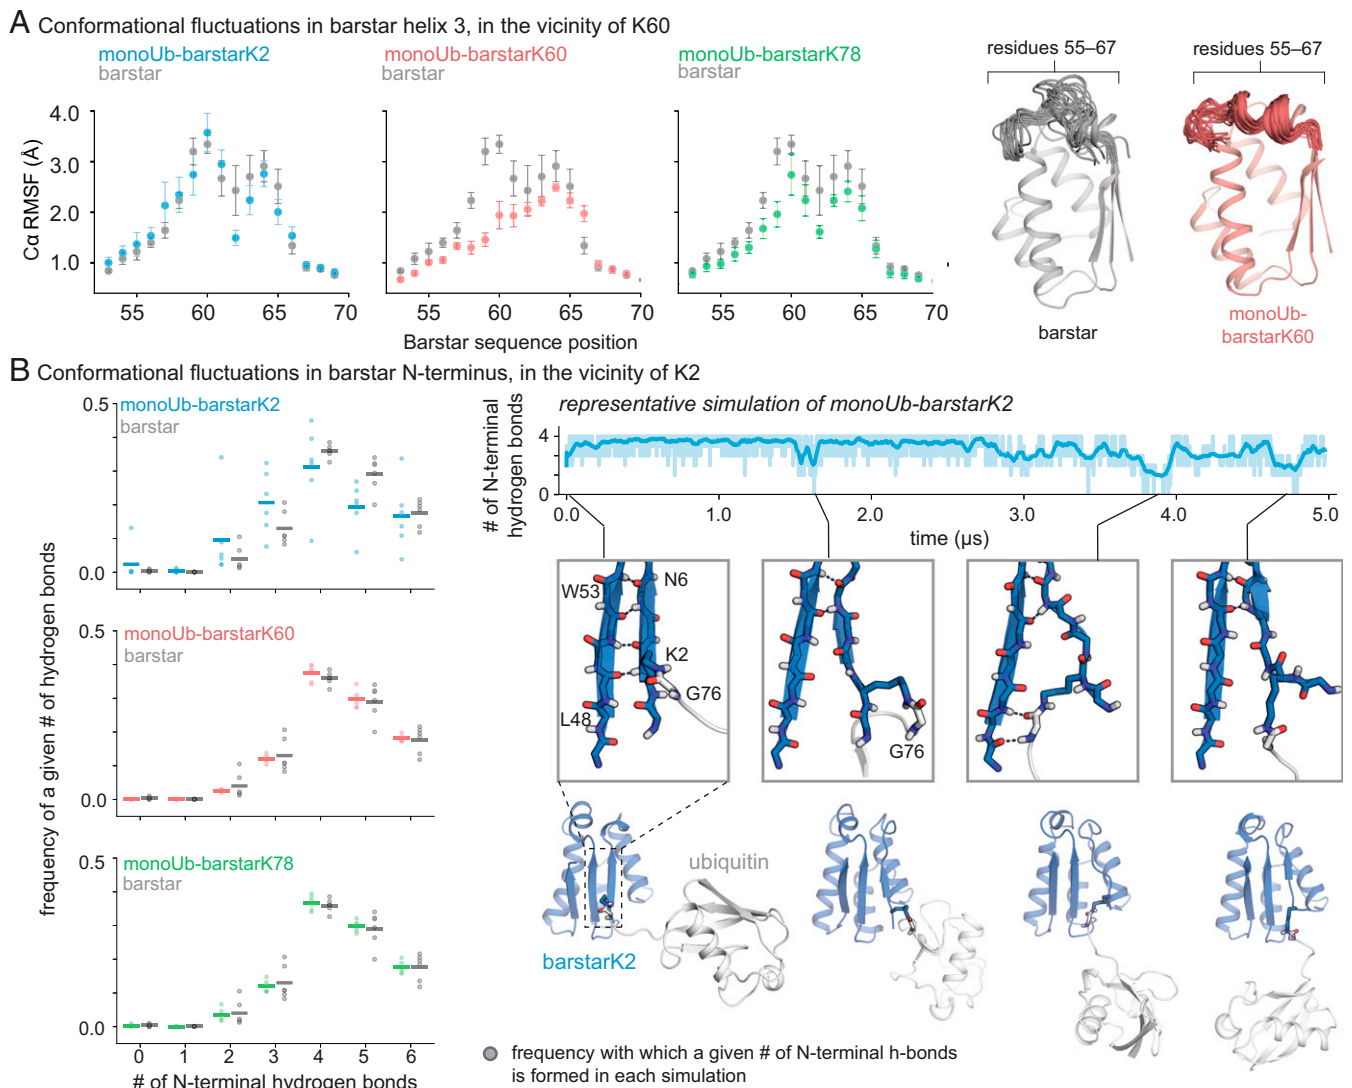 A Conformational fluctuations in barstar helix 3, in the vicinity of K60
monoUb-barstarK2
barstar
monoUb-barstarK60
barstar
monoUb-barstarK78
barstar
residues 55–67
residues 55–67
Cα RMSF (Å)
4.0
3.0
2.0
1.0
55 60 65 70
55 60 65 70
55 60 65 70
Barstar sequence position
barstar
monoUb-
barstarK60
B Conformational fluctuations in barstar N-terminus, in the vicinity of K2
frequency of a given # of hydrogen bonds
0.5
monoUb-barstarK2
barstar
0.0
0.5
monoUb-barstarK60
barstar
0.0
0.5
monoUb-barstarK78
barstar
0.0
0 1 2 3 4 5 6
# of N-terminal hydrogen bonds
representative simulation of monoUb-barstarK2
# of N-terminal
hydrogen bonds
4
0
0.0 1.0 2.0 3.0 4.0 5.0
time (µs)
W53
N6
K2
G76
L48
G76
ubiquitin
barstarK2
frequency with which a given # of N-terminal h-bonds
is formed in each simulation